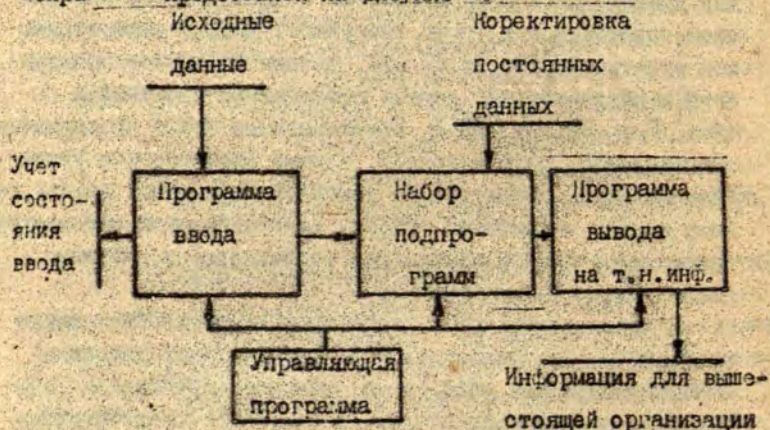 Исходные
данные
Коректировка
постоянных
данных
Учет
состо-
яния
ввода
Программа
ввода
Набор
подпро-
грамм
Программа
вывода
на т.н.инф.
Управляющая
программа
Информация для выше-
стоящей организации